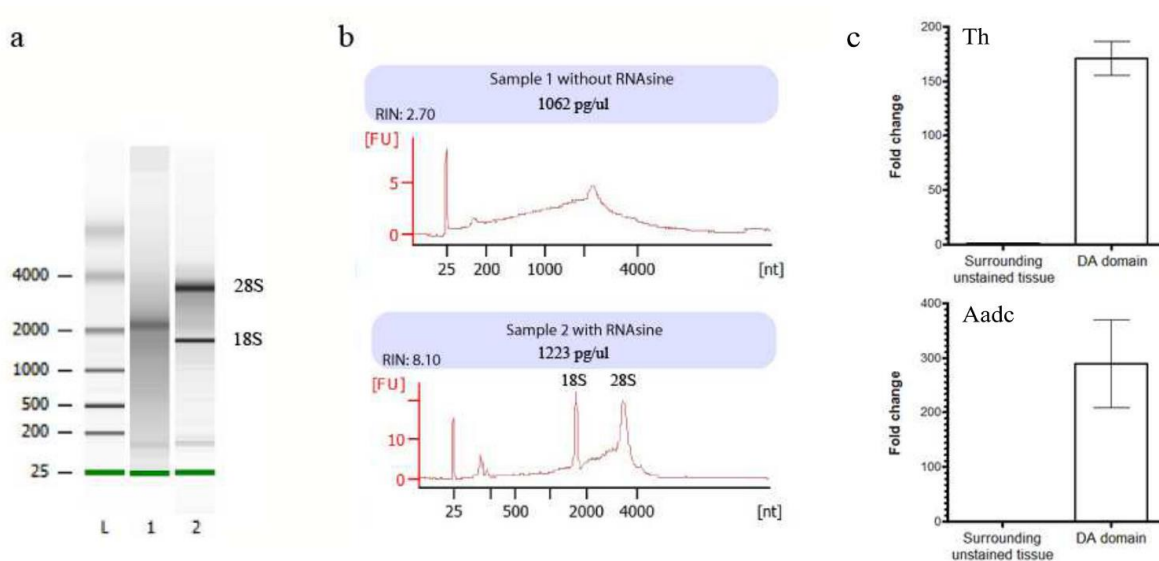 a
4000
2000
1000
500
200
25
28S
18S
L 1 2
b
Sample 1 without RNAsine
1062 pg/ul
RIN: 2.70
[FU]
5
0
25 200 1000 4000 [nt]
Sample 2 with RNAsine
1223 pg/ul
RIN: 8.10
[FU]
18S 28S
10
0
25 500 2000 4000 [nt]
c
Th
Fold change
200
150
100
50
0
Surrounding
unstained tissue
DA domain
Aadc
Fold change
400
300
200
100
0
Surrounding
unstained tissue
DA domain